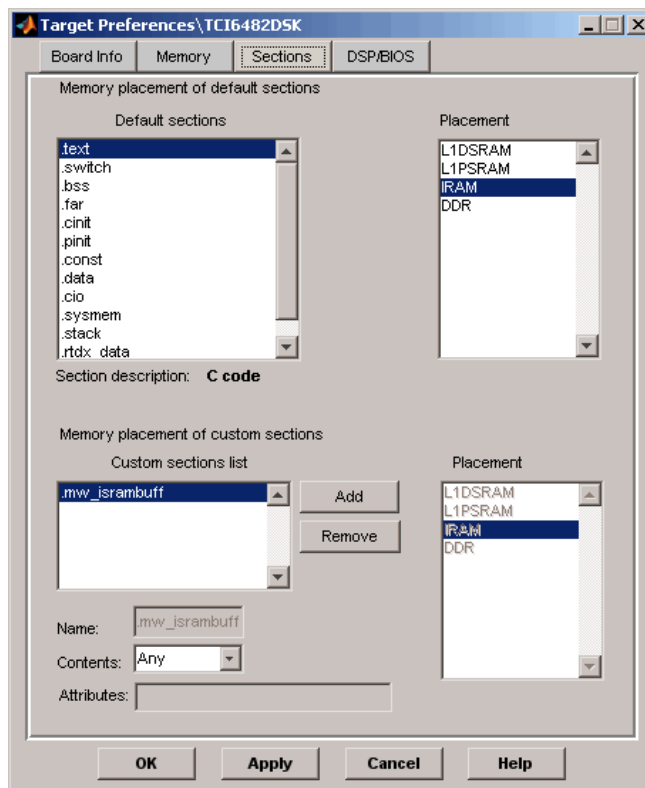 Target Preferences\TCI6482DSK
Board Info Memory Sections DSP/BIOS
Memory placement of default sections
Default sections Placement
.text
.switch
.bss
.far
.cinit
.pinit
.const
.data
.cio
.sysmem
.stack
.rtdx_data
L1DSRAM
L1PSRAM
IRAM
DDR
Section description: C code
Memory placement of custom sections
Custom sections list Placement
.mw_isrambuff
Add
Remove
L1DSRAM
L1PSRAM
IRAM
DDR
Name: .mw_isrambuff
Contents: Any
Attributes:
OK Apply Cancel Help